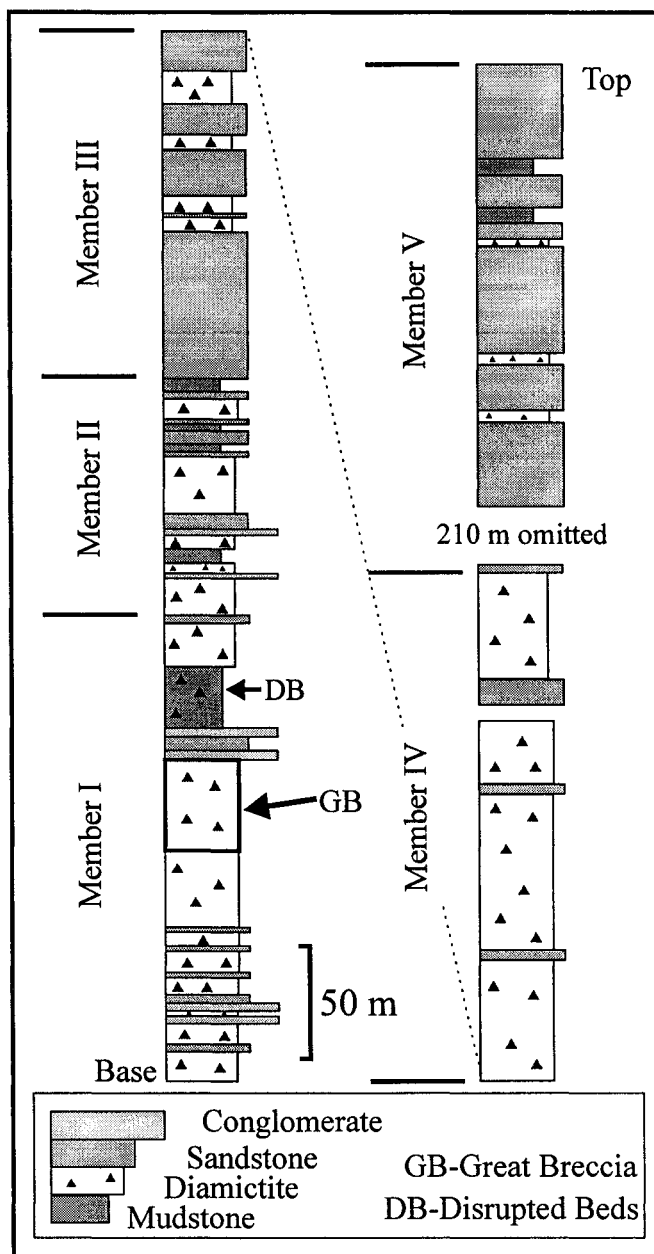 Member III
Member II
Member I
DB
GB
50 m
Base
Top
Member V
210 m omitted
Member IV
Conglomerate
Sandstone
Diamictite
Mudstone
GB-Great Breccia
DB-Disrupted Beds